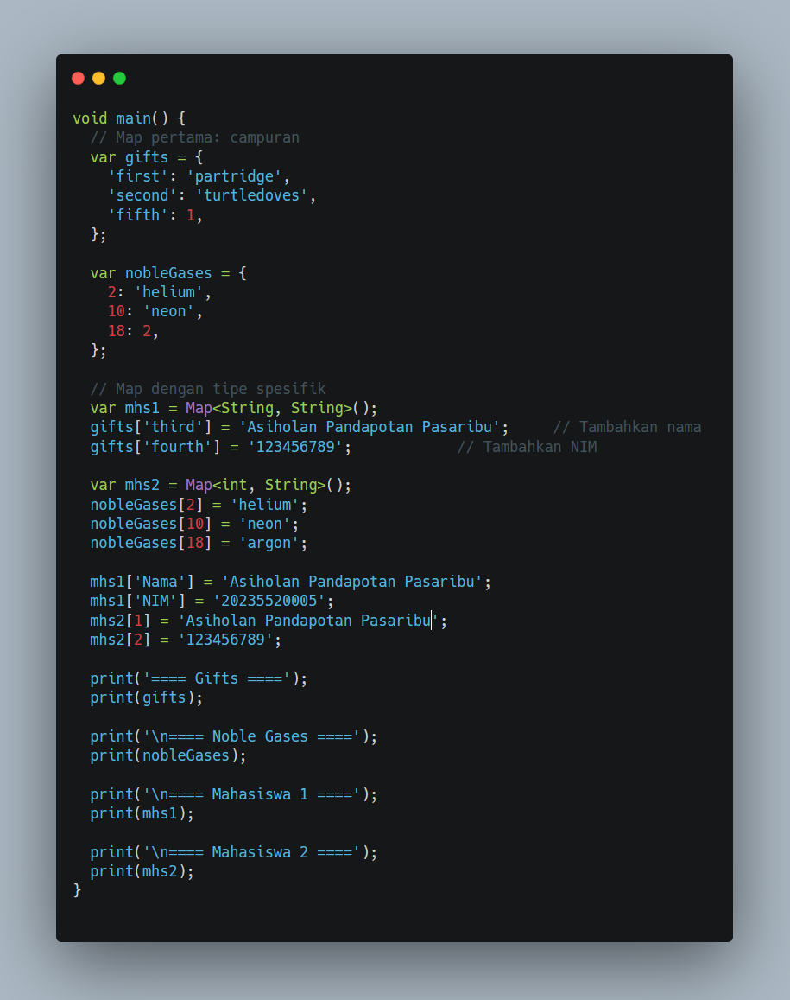 void main() {
  // Map pertama: campuran
  var gifts = {
    'first': 'partridge',
    'second': 'turtledoves',
    'fifth': 1,
  };

  var nobleGases = {
    2: 'helium',
    10: 'neon',
    18: 2,
  };

  // Map dengan tipe spesifik
  var mhs1 = Map<String, String>();
  gifts['third'] = 'Asiholan Pandapotan Pasaribu';     // Tambahkan nama
  gifts['fourth'] = '123456789';            // Tambahkan NIM

  var mhs2 = Map<int, String>();
  nobleGases[2] = 'helium';
  nobleGases[10] = 'neon';
  nobleGases[18] = 'argon';

  mhs1['Nama'] = 'Asiholan Pandapotan Pasaribu';
  mhs1['NIM'] = '20235520005';
  mhs2[1] = 'Asiholan Pandapotan Pasaribu';
  mhs2[2] = '123456789';

  print('==== Gifts ====');
  print(gifts);

  print('\n==== Noble Gases ====');
  print(nobleGases);

  print('\n==== Mahasiswa 1 ====');
  print(mhs1);

  print('\n==== Mahasiswa 2 ====');
  print(mhs2);
}